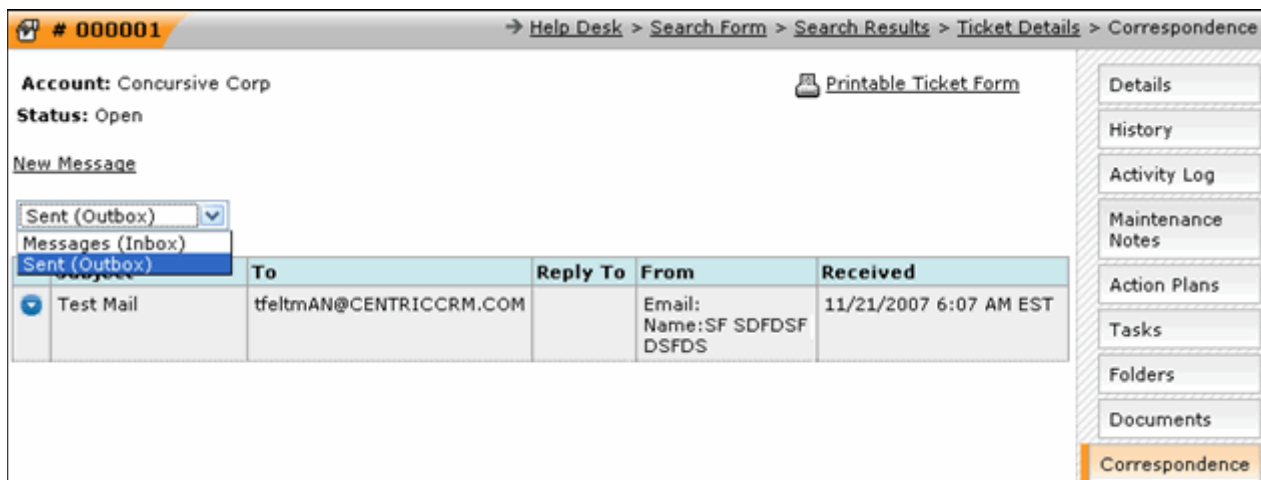 # 000001
Help Desk > Search Form > Search Results > Ticket Details > Correspondence
Account: Concursive Corp
Printable Ticket Form
Status: Open
New Message
Sent (Outbox)
Messages (Inbox)
Sent (Outbox)
Subject To Reply To From Received
Test Mail tfeltmAN@CENTRICCRM.COM Email: 11/21/2007 6:07 AM EST
Name:SF SDFDSF
DSFDS
Details
History
Activity Log
Maintenance
Notes
Action Plans
Tasks
Folders
Documents
Correspondence